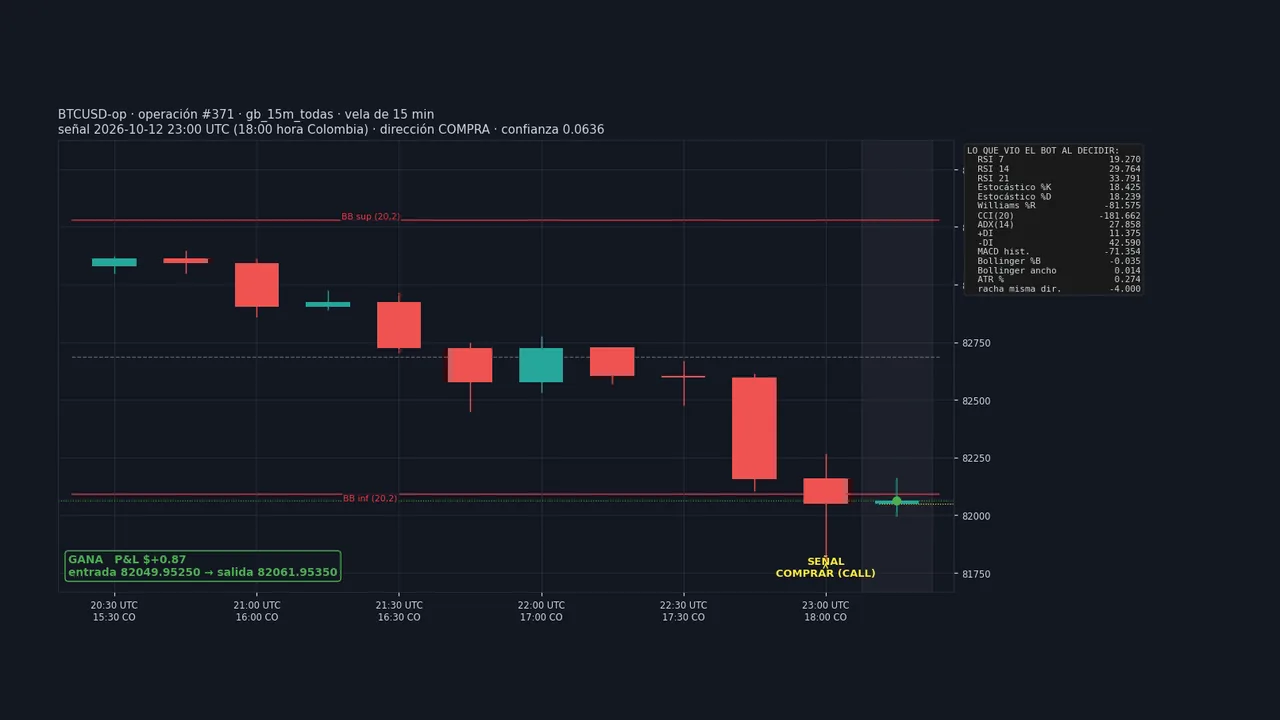 BTCUSD-op · operación #371 · gb_15m_todas · vela de 15 min
señal 2026-10-12 23:00 UTC (18:00 hora Colombia) · dirección COMPRA · confianza 0.0636
LO QUE VIO EL BOT AL DECIDIR:
RSI 7 19.270
RSI 14 29.764
RSI 21 33.791
Estocástico %K 18.425
Estocástico %D 18.239
Williams %R -81.575
CCI(20) -181.662
ADX(14) 27.858
+DI 11.375
-DI 42.590
MACD hist. -71.354
Bollinger %B -0.035
Bollinger ancho 0.014
ATR % 0.274
racha misma dir. -4.000
BB sup (20,2)
82750
82500
82250
BB inf (20,2)
82000
81750
GANA P&L $+0.87
entrada 82049.95250 → salida 82061.95350
SEÑAL
COMPRAR (CALL)
20:30 UTC
15:30 CO
21:00 UTC
16:00 CO
21:30 UTC
16:30 CO
22:00 UTC
17:00 CO
22:30 UTC
17:30 CO
23:00 UTC
18:00 CO